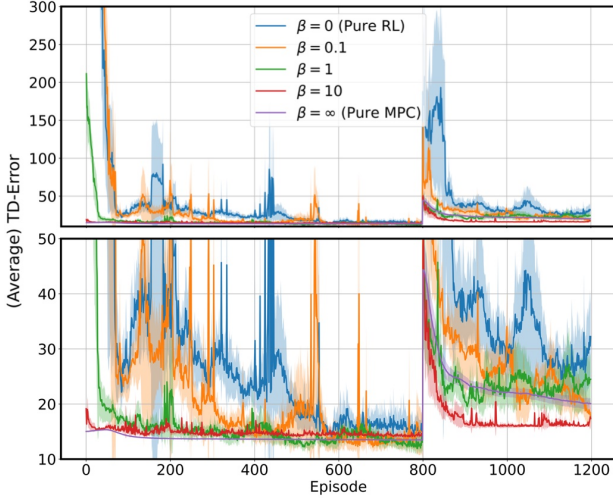 300
250
200
150
100
50
β = 0 (Pure RL)
β = 0.1
β = 1
β = 10
β = ∞ (Pure MPC)
(Average) TD-Error
50
40
30
20
10
0 200 400 600 800 1000 1200
Episode